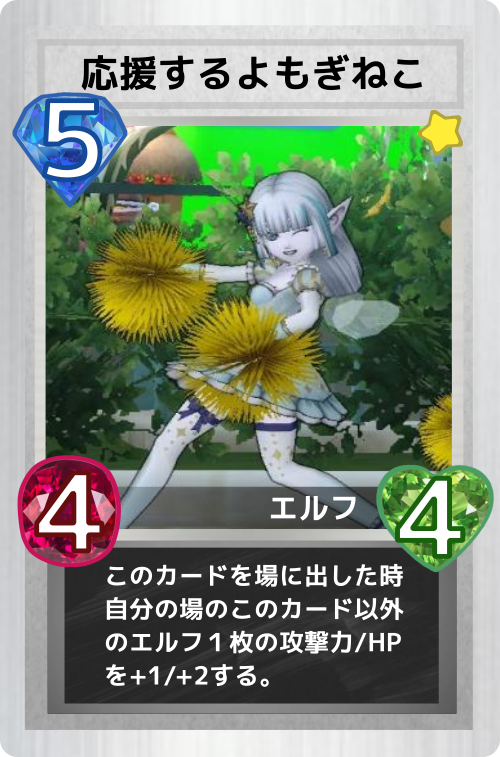 応援するよもぎねこ
5
エルフ
4
4
このカードを場に出した時
自分の場のこのカード以外
のエルフ１枚の攻撃力/HP
を+1/+2する。